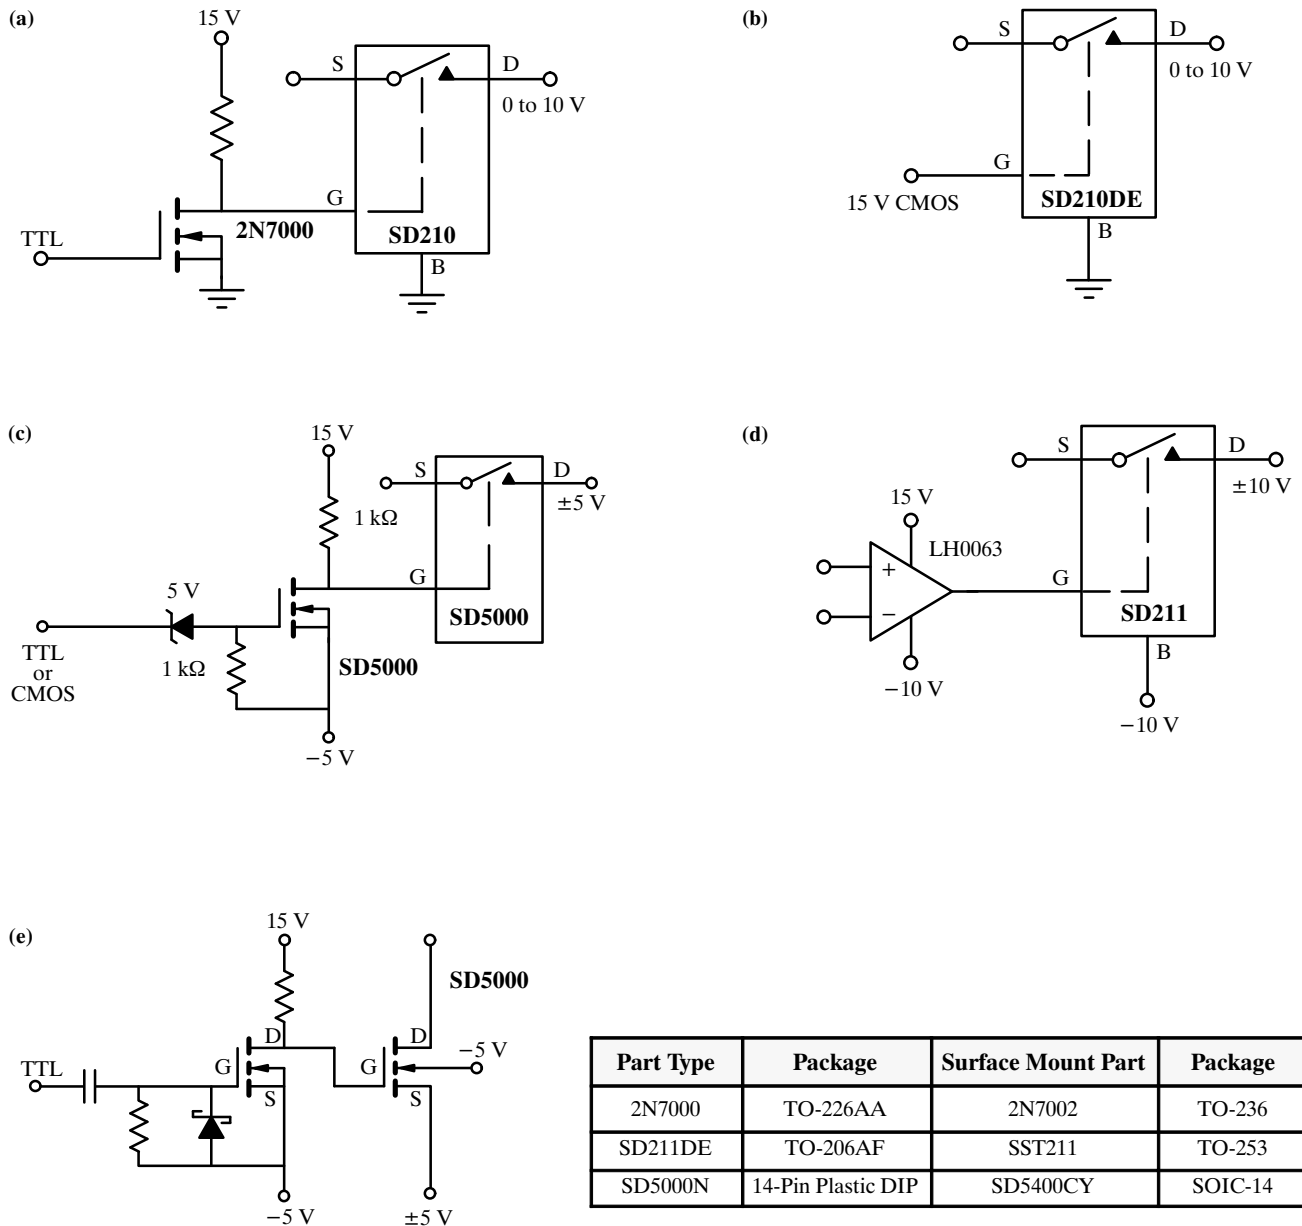 (a)
15 V
S
D
0 to 10 V
G
2N7000
SD210
TTL
B
(b)
S
D
0 to 10 V
G
15 V CMOS
SD210DE
B
(c)
15 V
S
D
±5 V
1 kΩ
G
5 V
SD5000
TTL
or
CMOS
1 kΩ
SD5000
−5 V
(d)
S
D
±10 V
15 V
LH0063
+
−
G
SD211
B
−10 V
−10 V
(e)
15 V
SD5000
D
D
−5 V
TTL
G
G
S
S
−5 V
±5 V
Part Type Package Surface Mount Part Package
2N7000 TO-226AA 2N7002 TO-236
SD211DE TO-206AF SST211 TO-253
SD5000N 14-Pin Plastic DIP SD5400CY SOIC-14